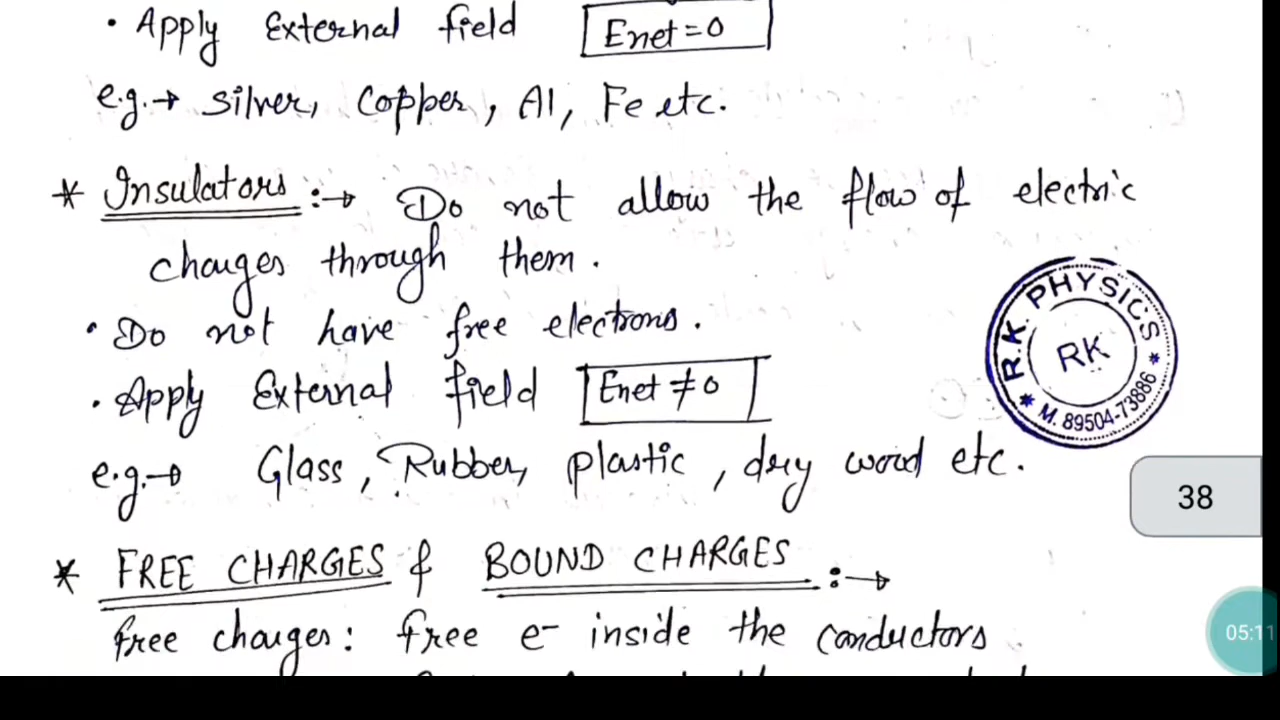 • Apply External field Enet = 0
e.g.→ Silver, Copper, Al, Fe etc.
* Insulators :→ Do not allow the flow of electric
charges through them.
• Do not have free electrons.
• Apply External field Enet ≠ 0
e.g.→ Glass, Rubber, plastic, dry wood etc.
R.K. PHYSICS
RK
* M. 89504-73886 *
38
* FREE CHARGES & BOUND CHARGES :→
05:11
free charges: free e- inside the conductors